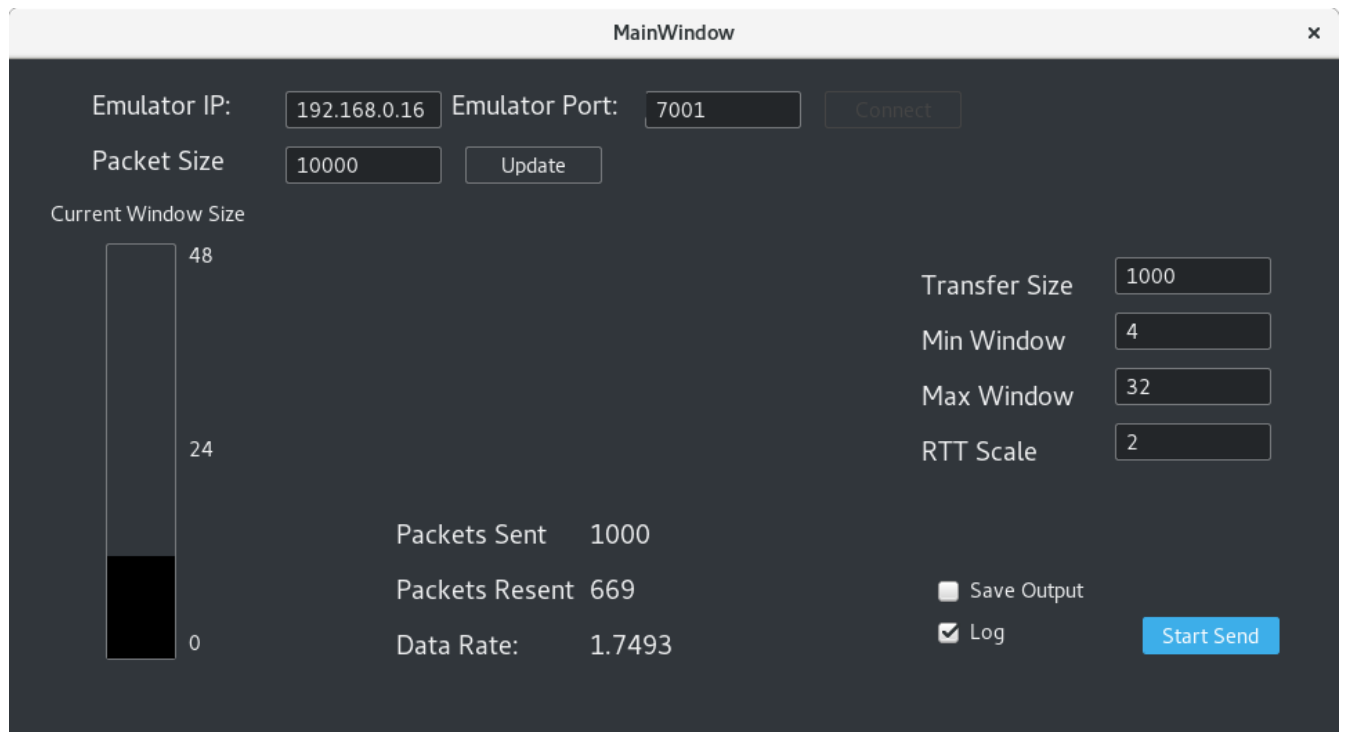 MainWindow ×
Emulator IP: 192.168.0.16 Emulator Port: 7001 Connect
Packet Size 10000 Update
Current Window Size
48
Transfer Size 1000
Min Window 4
Max Window 32
24
RTT Scale 2
Packets Sent 1000
Packets Resent 669
Save Output
0
Data Rate: 1.7493
Log
Start Send